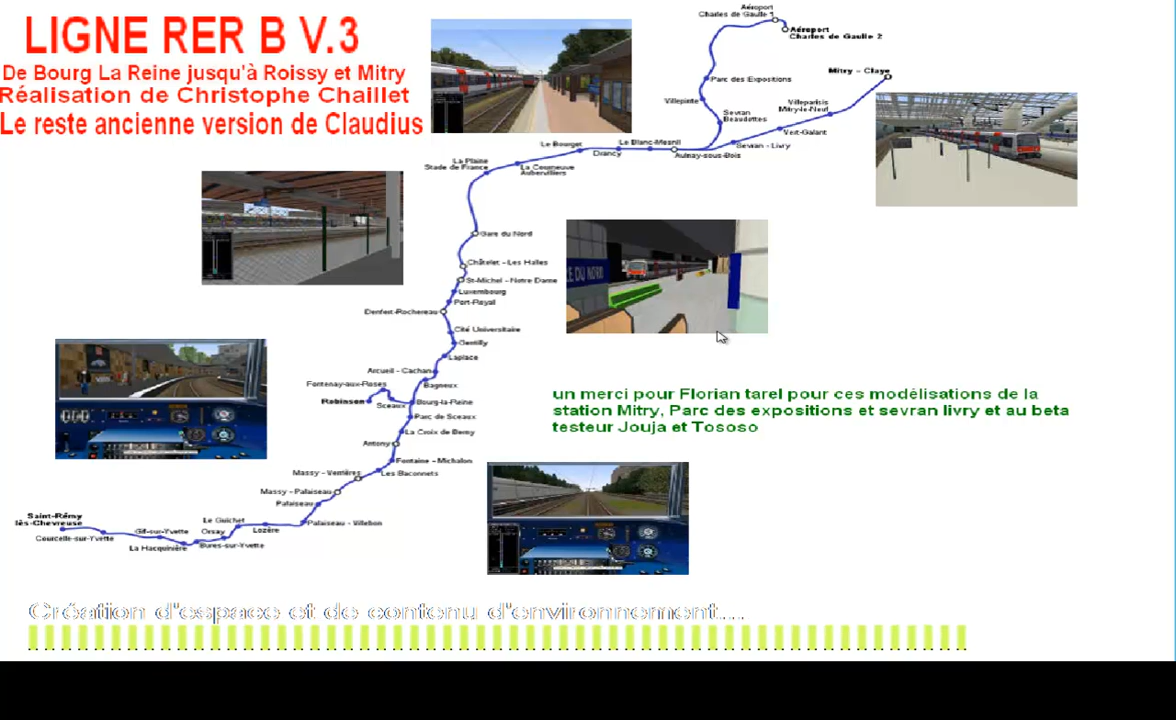 LIGNE RER B V.3
De Bourg La Reine jusqu'à Roissy et Mitry
Réalisation de Christophe Chaillet
Le reste ancienne version de Claudius
Aéroport
Charles de Gaulle 1
Aéroport
Charles de Gaulle 2
Mitry - Claye
Parc des Expositions
Villepinte
Villeparisis
Mitry-le-Neuf
Sevran
Beaudottes
Vert-Galant
Sevran - Livry
Aulnay-sous-Bois
Le Blanc-Mesnil
Drancy
Le Bourget
La Courneuve
Aubervilliers
La Plaine
Stade de France
Gare du Nord
Châtelet - Les Halles
St-Michel - Notre Dame
Luxembourg
Port-Royal
Denfert-Rochereau
Cité Universitaire
Gentilly
Laplace
Arcueil - Cachan
Bagneux
Fontenay-aux-Roses
Robinson
Sceaux
Bourg-la-Reine
Parc de Sceaux
La Croix de Berny
Antony
Fontaine - Michalon
Les Baconnets
Massy - Verrières
Massy - Palaiseau
Palaiseau
Palaiseau - Villebon
Lozère
Le Guichet
Orsay
Bures-sur-Yvette
La Hacquinière
Gif-sur-Yvette
Courcelle-sur-Yvette
Saint-Rémy
lès-Chevreuse
DU NORD
un merci pour Florian tarel pour ces modélisations de la
station Mitry, Parc des expositions et sevran livry et au beta
testeur Jouja et Tososo
Création d'espace et de contenu d'environnement...